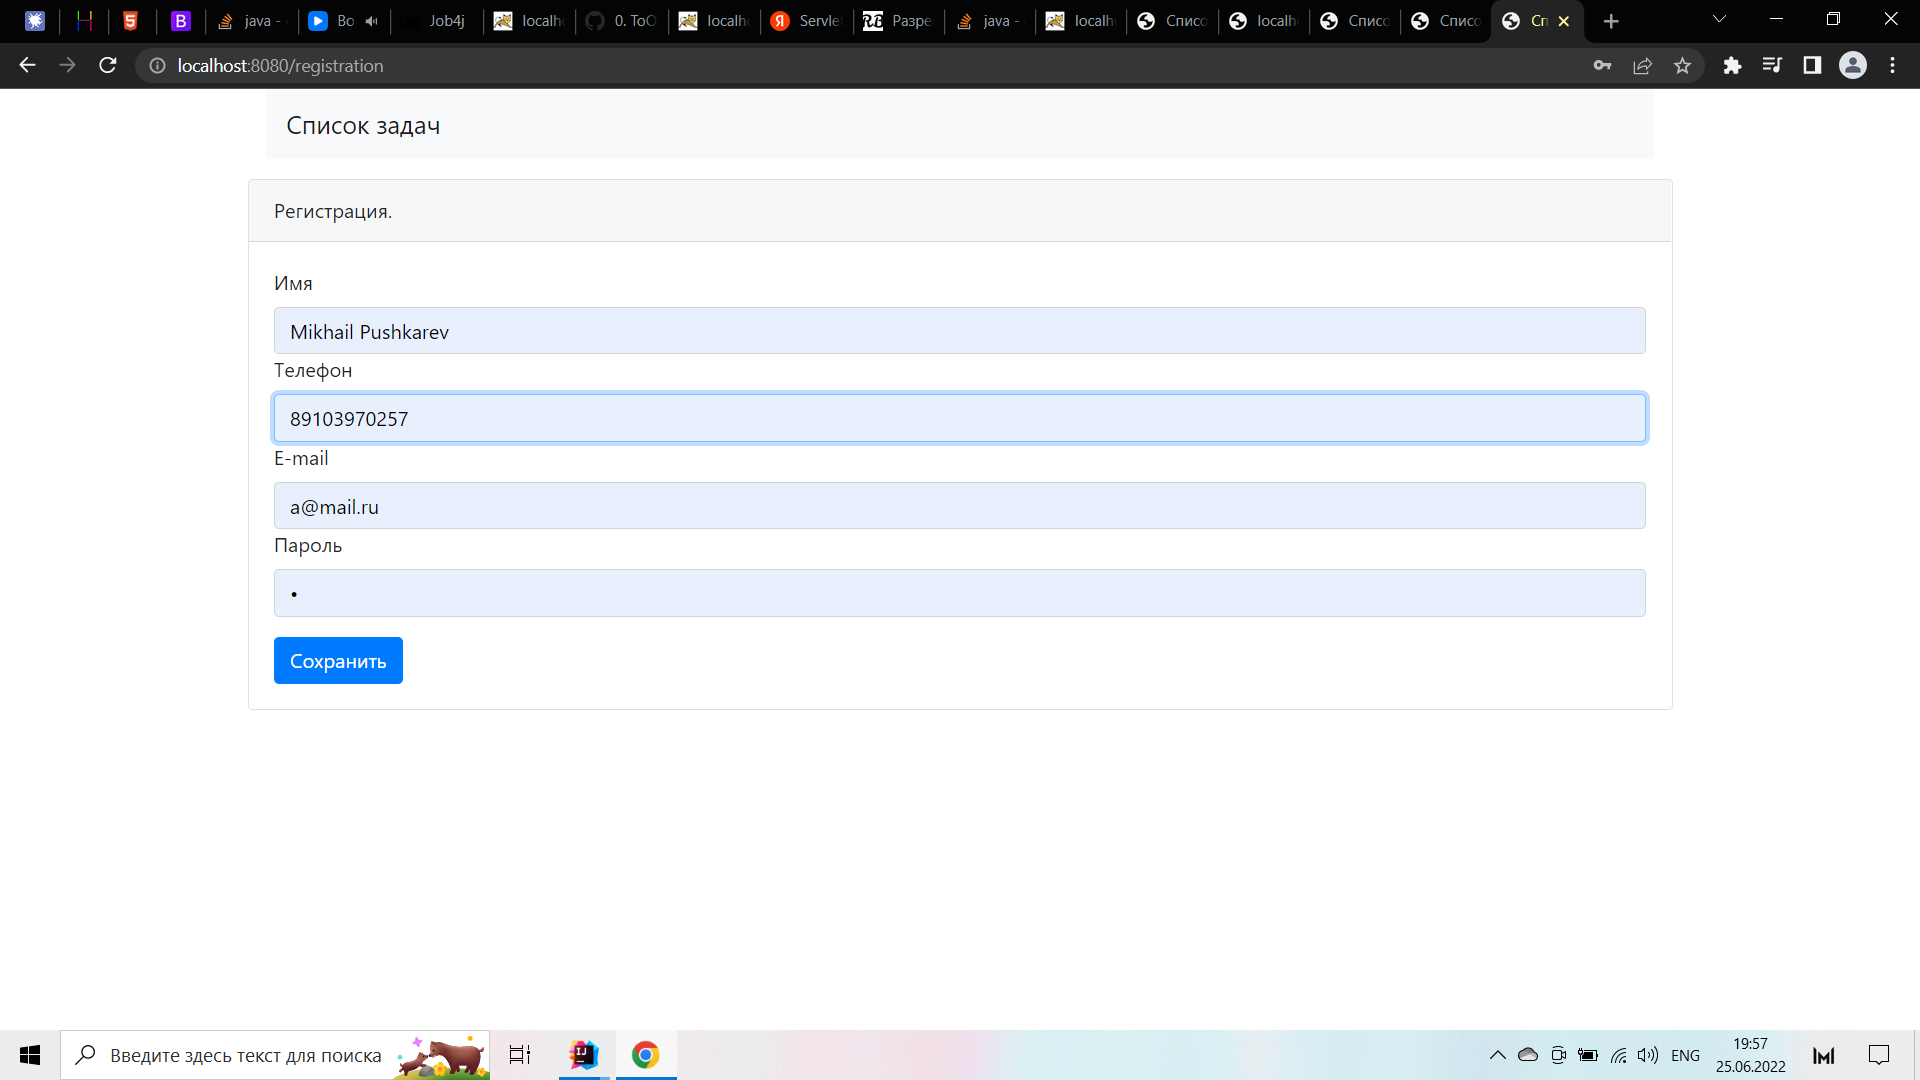 java -
Во
Job4j
localh
0. ToO
localh
Servle
Разре
java -
localh
Списо
localh
Списо
Списо
Сп
localhost:8080/registration
Список задач
Регистрация.
Имя
Mikhail Pushkarev
Телефон
89103970257
E-mail
a@mail.ru
Пароль
•
Сохранить
Введите здесь текст для поиска
ENG
19:57
25.06.2022